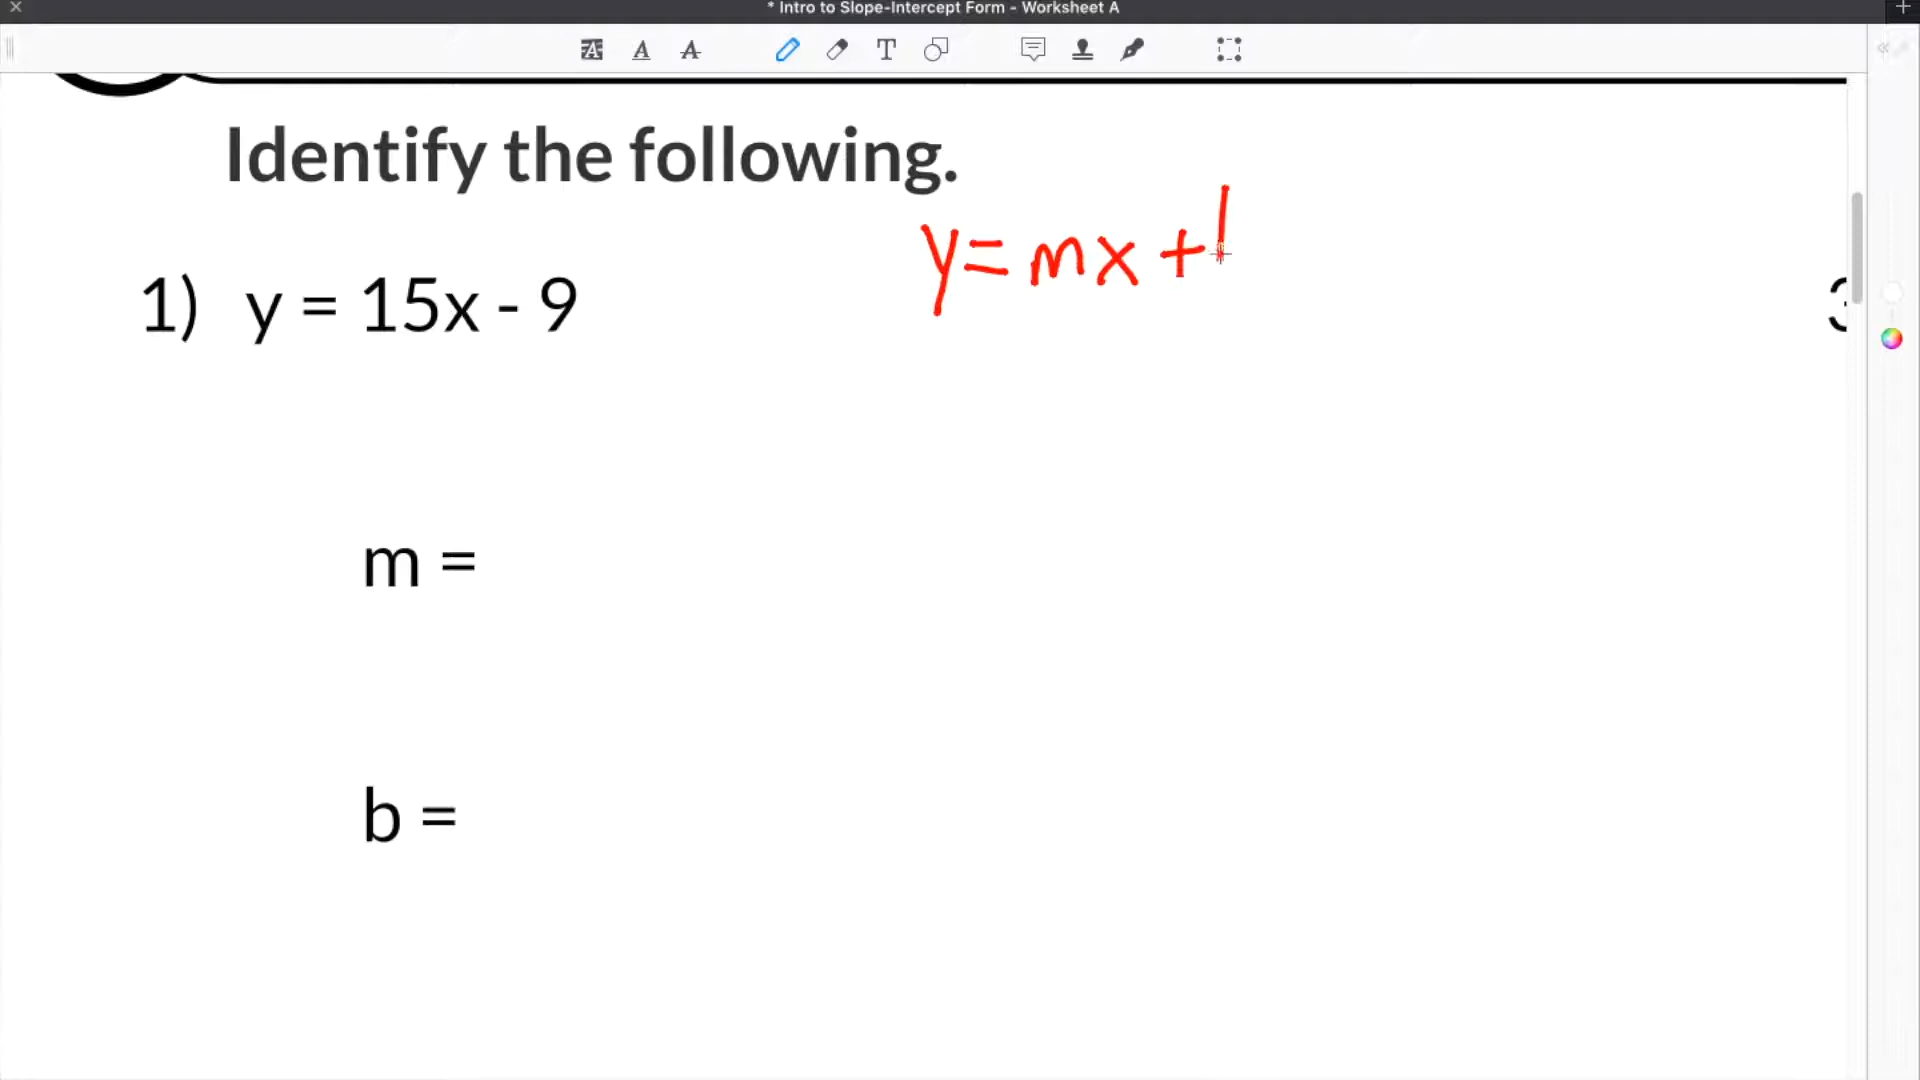 * Intro to Slope-Intercept Form - Worksheet A
Identify the following.
y = mx +
1) y = 15x - 9
m =
b =